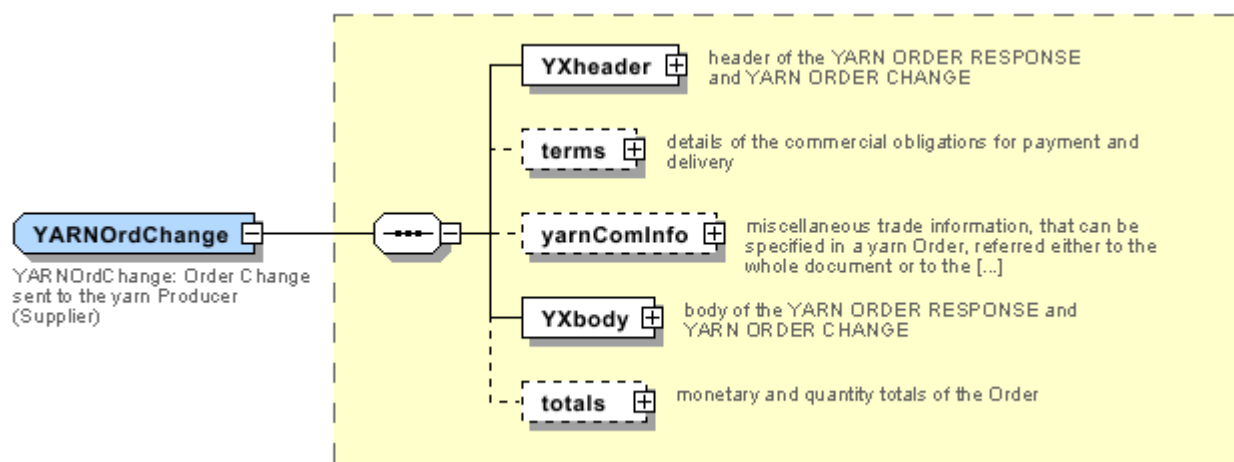 YXheader
header of the YARN ORDER RESPONSE
and YARN ORDER CHANGE
terms
details of the commercial obligations for payment and
delivery
YARNOrdChange
YARNOrdChange: Order Change
sent to the yarn Producer
(Supplier)
yarnComInfo
miscellaneous trade information, that can be
specified in a yarn Order, referred either to the
whole document or to the [...]
YXbody
body of the YARN ORDER RESPONSE and
YARN ORDER CHANGE
totals
monetary and quantity totals of the Order